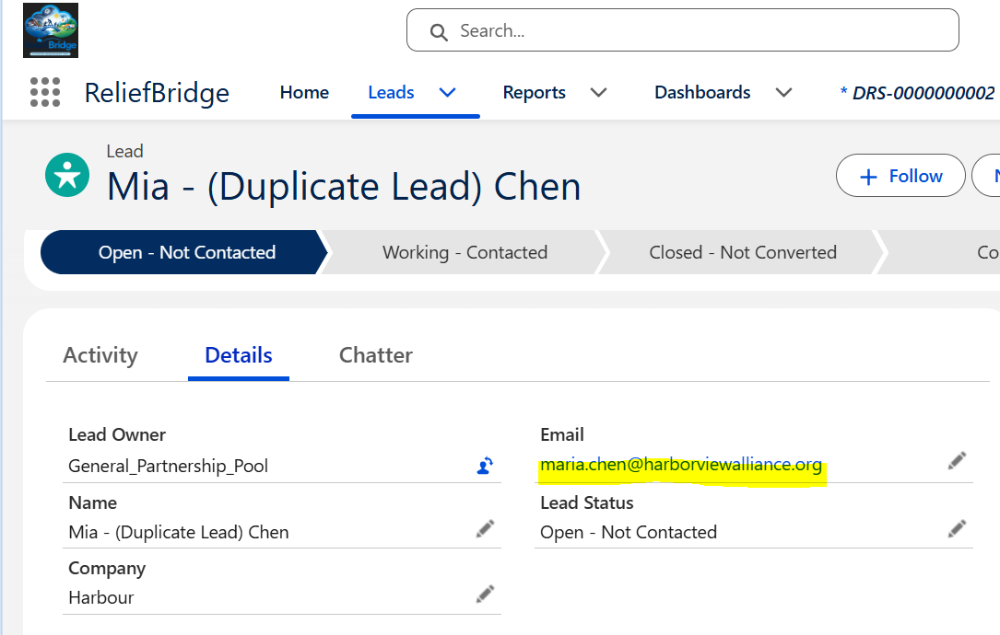 Bridge
Search...
ReliefBridge
Home
Leads
Reports
Dashboards
* DRS-0000000002
Lead
Mia - (Duplicate Lead) Chen
Follow
N
Open - Not Contacted
Working - Contacted
Closed - Not Converted
Co
Activity
Details
Chatter
Lead Owner
General_Partnership_Pool
Email
maria.chen@harborviewalliance.org
Name
Mia - (Duplicate Lead) Chen
Lead Status
Open - Not Contacted
Company
Harbour